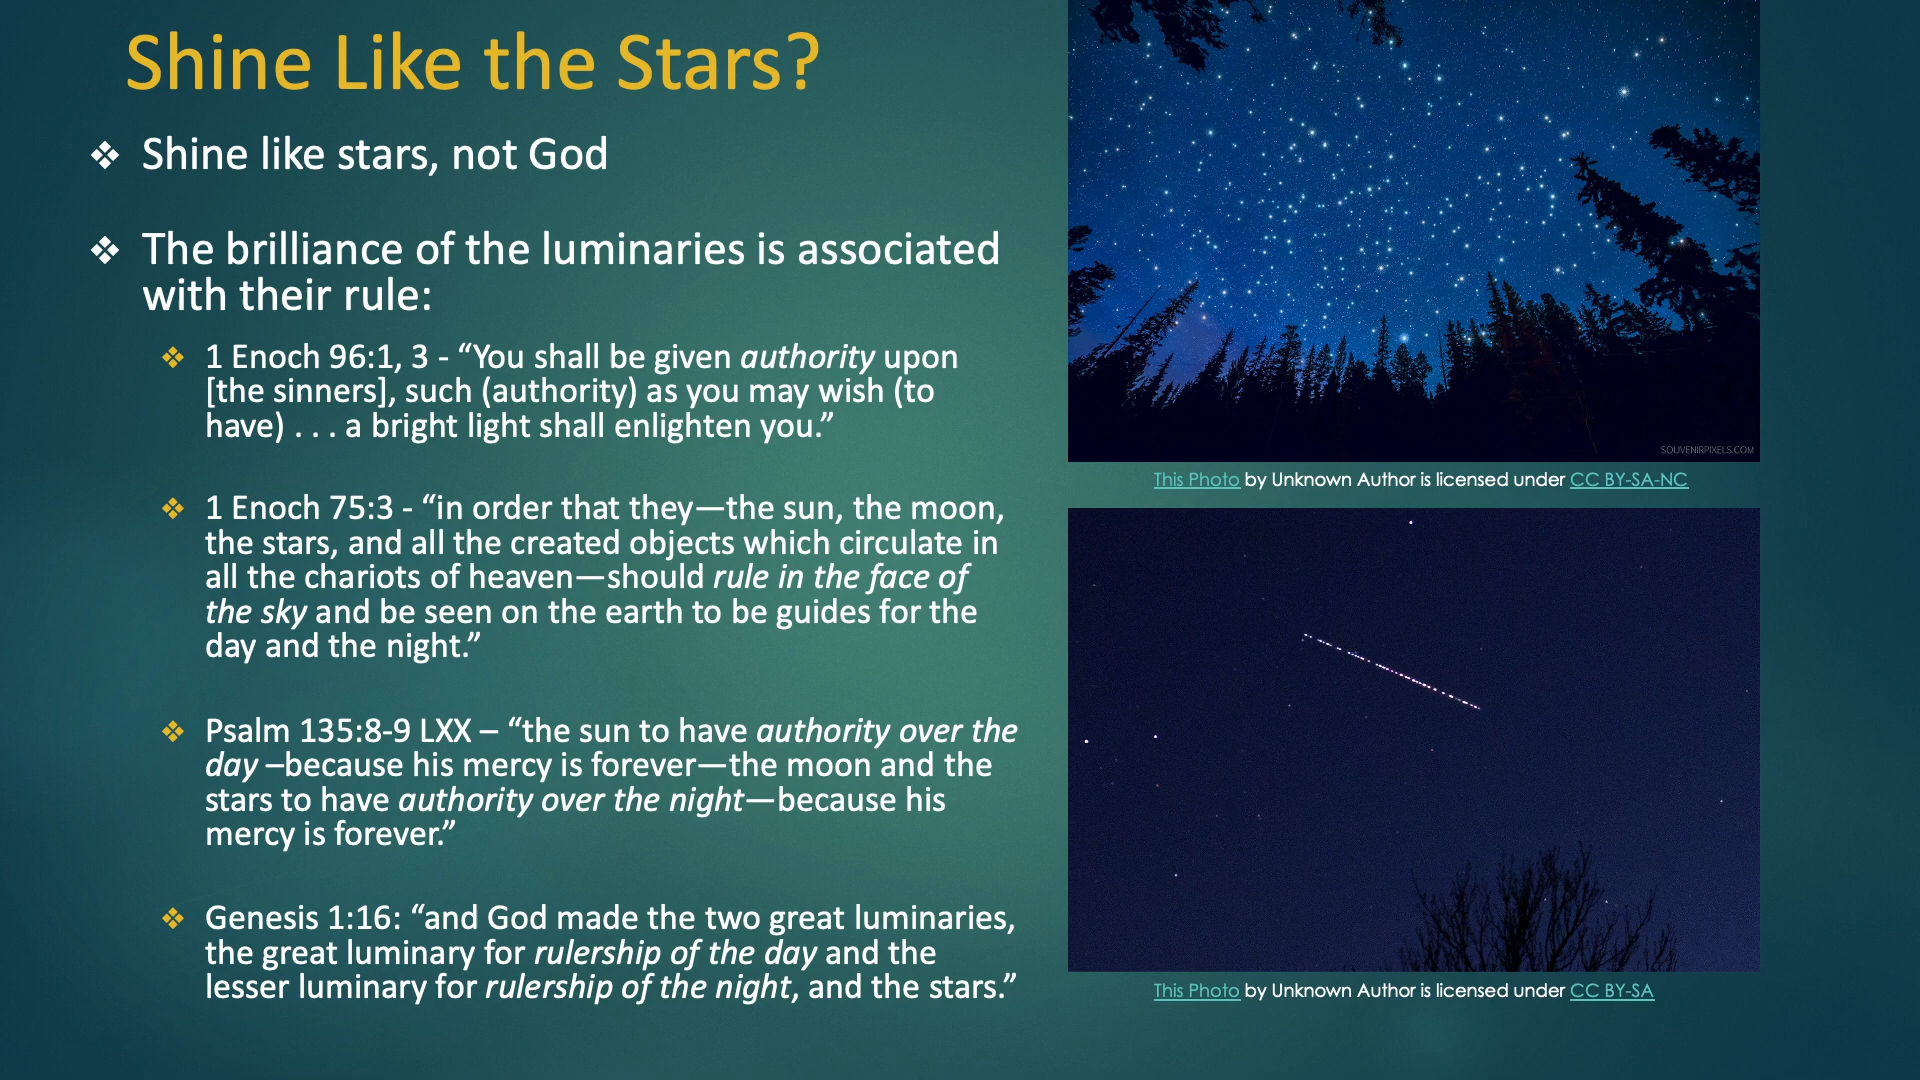 Shine Like the Stars?
❖ Shine like stars, not God
❖ The brilliance of the luminaries is associated
with their rule:
❖ 1 Enoch 96:1, 3 - “You shall be given authority upon
[the sinners], such (authority) as you may wish (to
have) . . . a bright light shall enlighten you.”
❖ 1 Enoch 75:3 - “in order that they—the sun, the moon,
the stars, and all the created objects which circulate in
all the chariots of heaven—should rule in the face of
the sky and be seen on the earth to be guides for the
day and the night.”
❖ Psalm 135:8-9 LXX – “the sun to have authority over the
day –because his mercy is forever—the moon and the
stars to have authority over the night—because his
mercy is forever.”
❖ Genesis 1:16: “and God made the two great luminaries,
the great luminary for rulership of the day and the
lesser luminary for rulership of the night, and the stars.”
SOUVENIRPIXELS.COM
This Photo by Unknown Author is licensed under CC BY-SA-NC
This Photo by Unknown Author is licensed under CC BY-SA